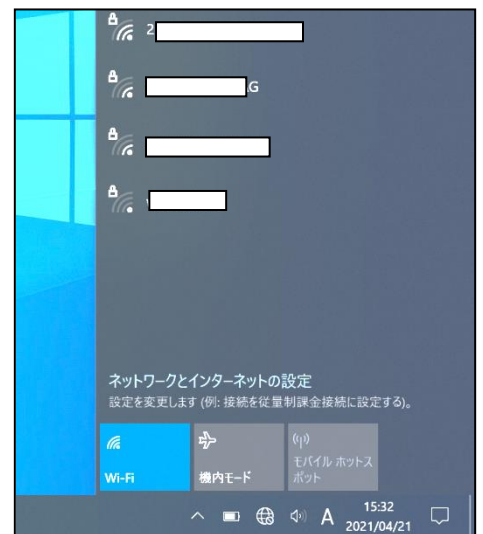 2
G
ネットワークとインターネットの設定
設定を変更します (例: 接続を従量制課金接続に設定する)。
Wi-Fi
機内モード
モバイル ホットス
ポット
A
15:32
2021/04/21